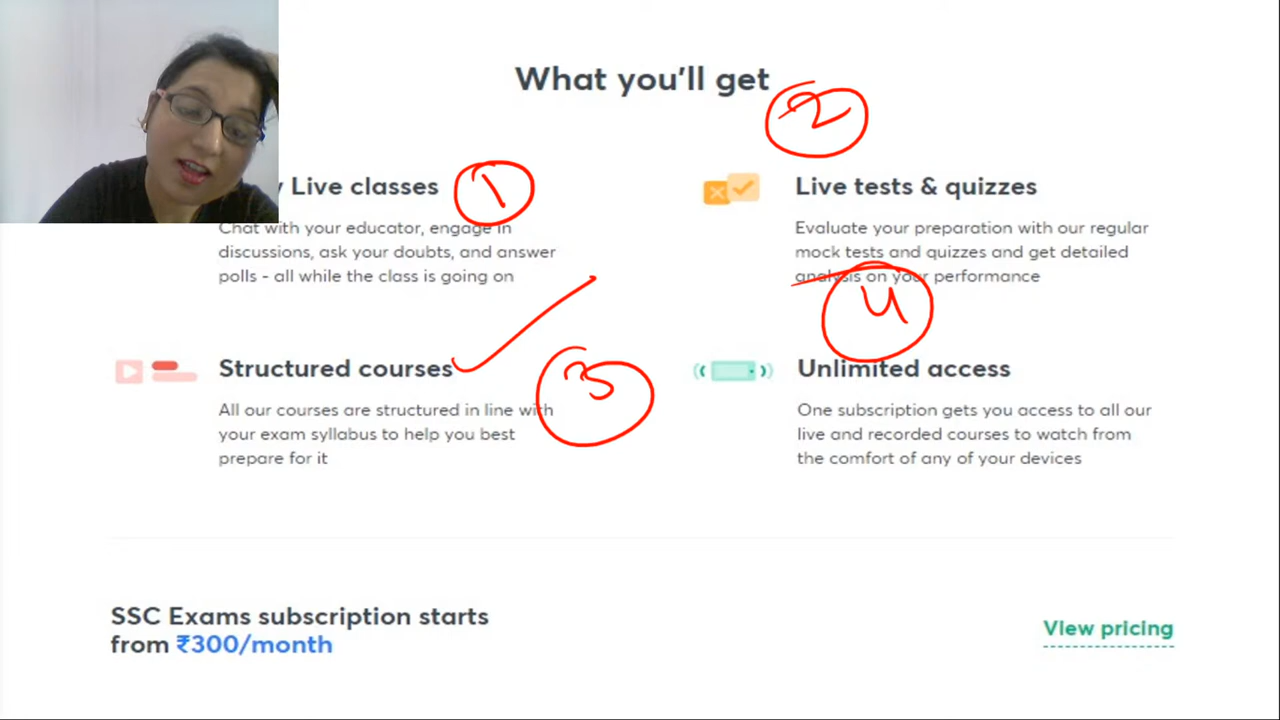 What you'll get
2
Live classes
1
Chat with your educator, engage in
discussions, ask your doubts, and answer
polls - all while the class is going on
Live tests & quizzes
Evaluate your preparation with our regular
mock tests and quizzes and get detailed
analysis on your performance
4
Structured courses
3
All our courses are structured in line with
your exam syllabus to help you best
prepare for it
Unlimited access
One subscription gets you access to all our
live and recorded courses to watch from
the comfort of any of your devices
SSC Exams subscription starts
from ₹300/month
View pricing